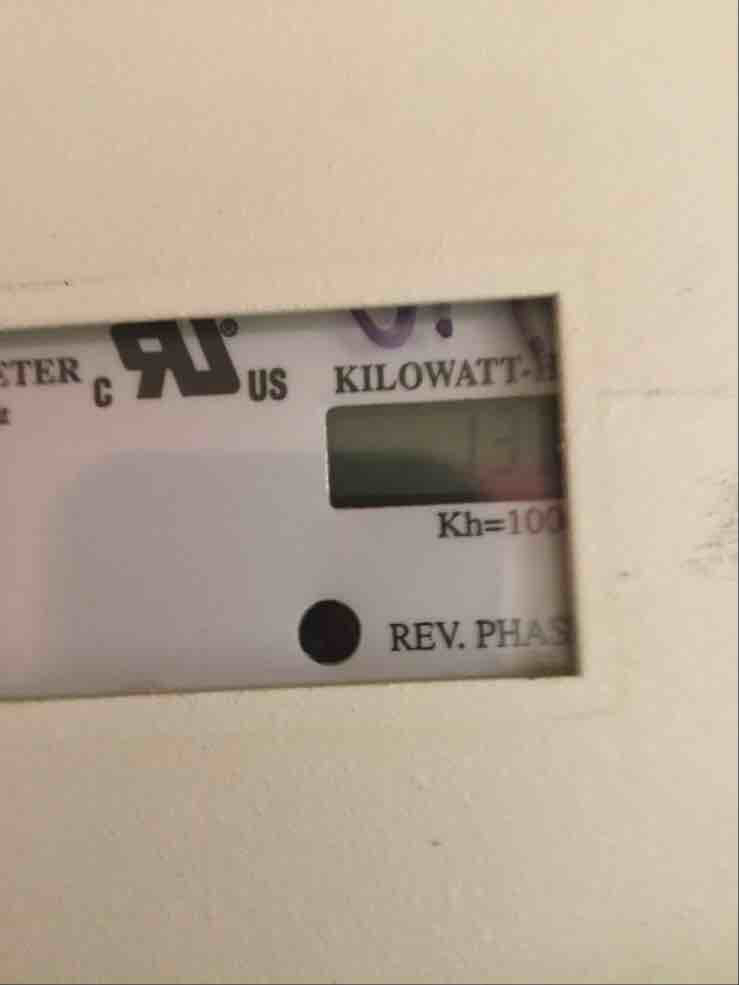 ETER
C US
KILOWATT-H
Kh=100
REV. PHAS